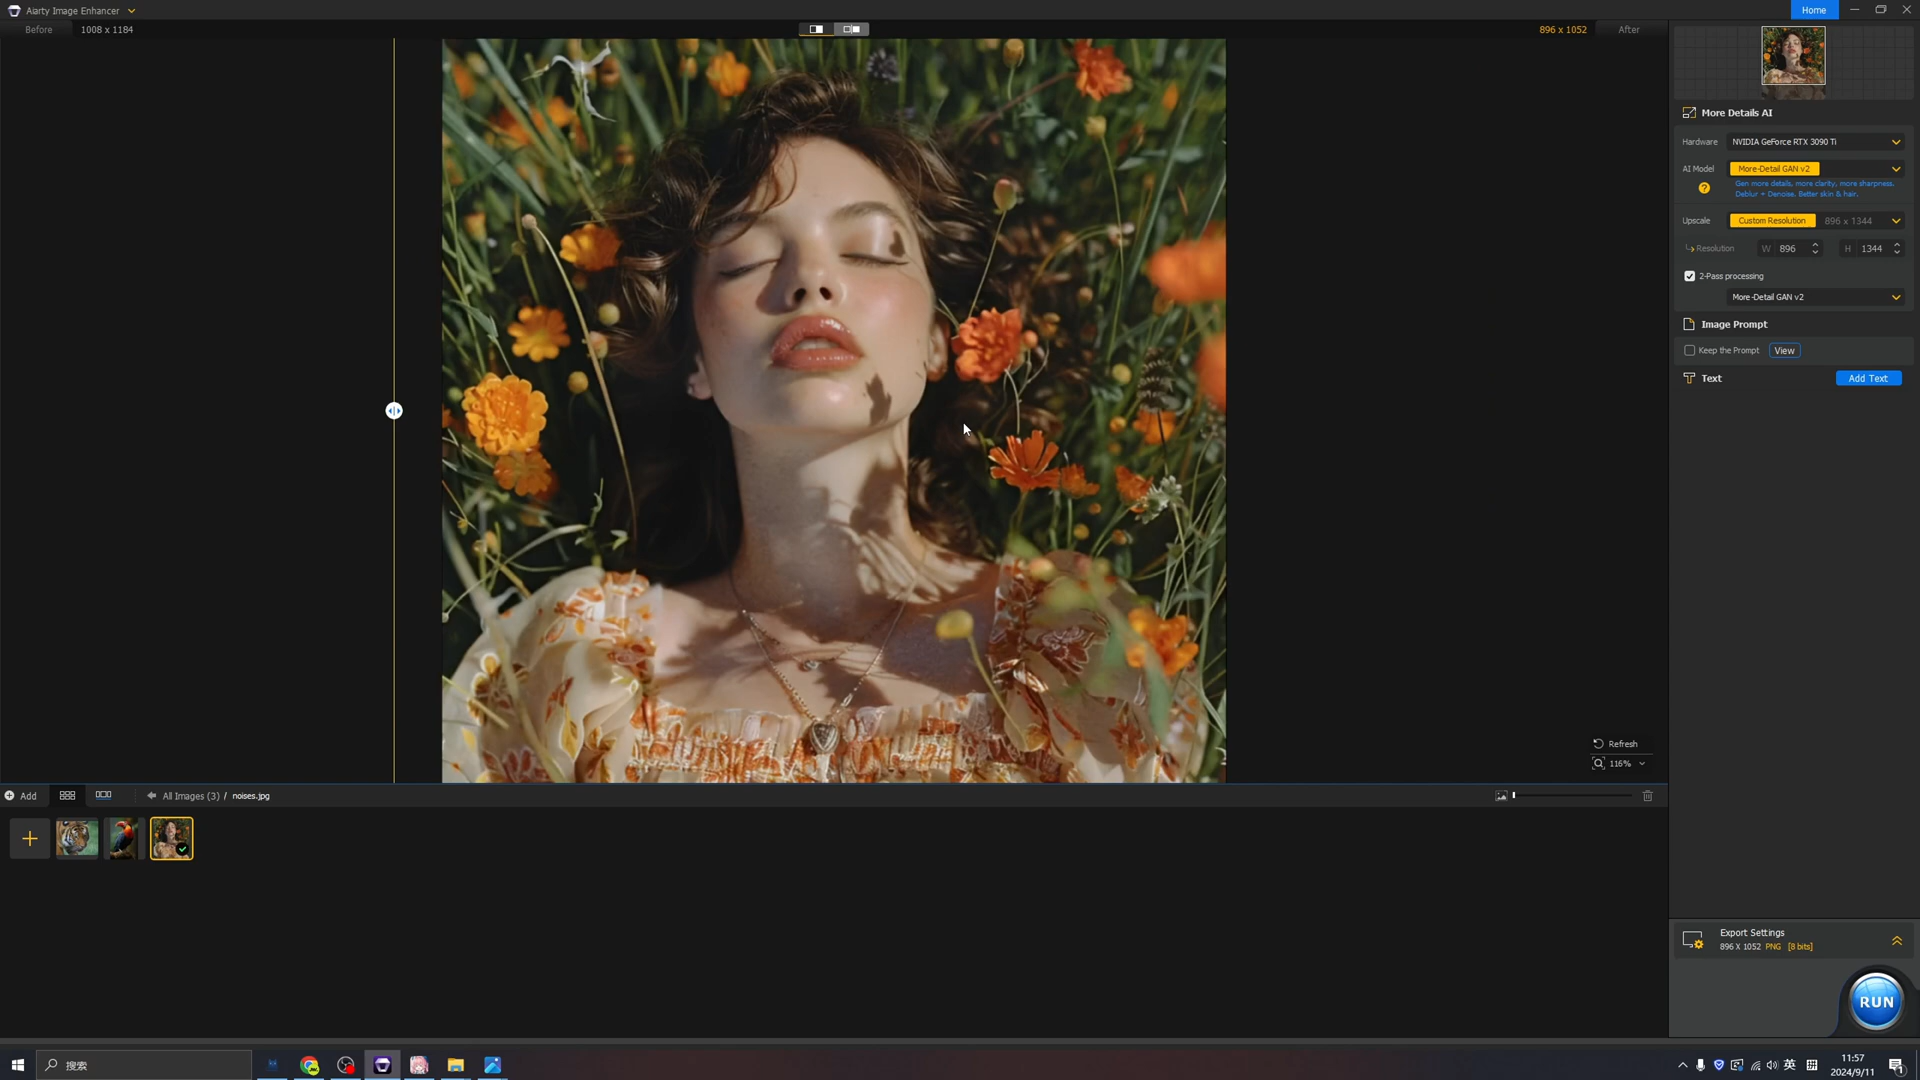 Aiarty Image Enhancer
Home
Before 1008 x 1184
896 x 1052 After
More Details AI
Hardware NVIDIA GeForce RTX 3090 Ti
AI Model More-Detail GAN v2
? Gen more details, more clarity, more sharpness.
Deblur + Denoise. Better skin & hair.
Upscale Custom Resolution 896 x 1344
Resolution W 896 H 1344
2-Pass processing
More-Detail GAN v2
Image Prompt
Keep the Prompt View
Text Add Text
Refresh
116%
Add All Images (3) / noises.jpg
Export Settings
896 X 1052 PNG [8 bits]
RUN
搜索
英
11:57
2024/9/11
1